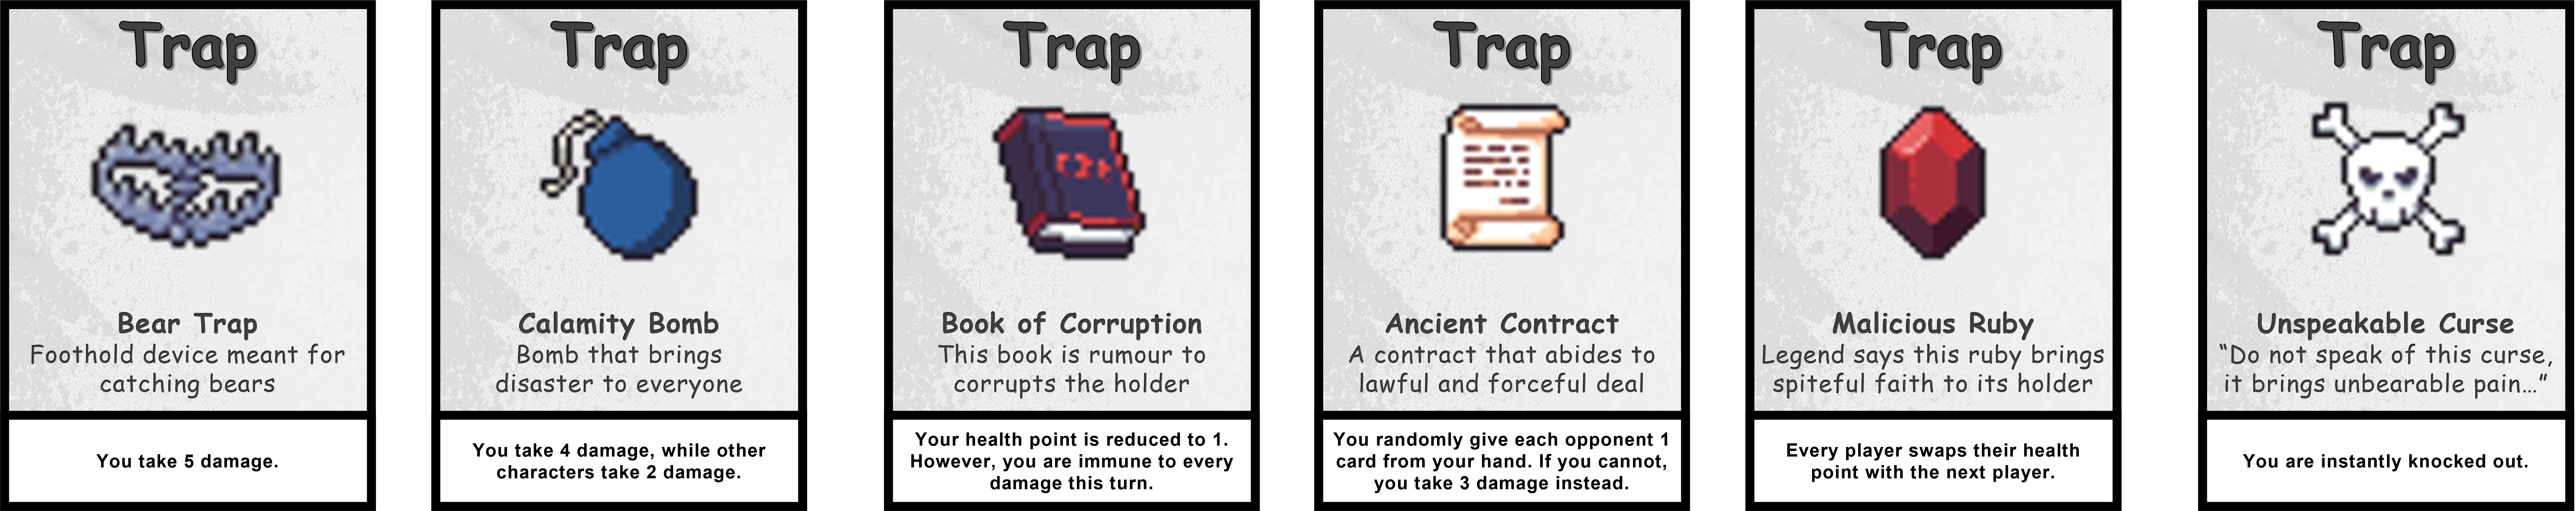 Trap
Bear Trap
Foothold device meant for
catching bears
You take 5 damage.
Trap
Calamity Bomb
Bomb that brings
disaster to everyone
You take 4 damage, while other
characters take 2 damage.
Trap
Book of Corruption
This book is rumour to
corrupts the holder
Your health point is reduced to 1.
However, you are immune to every
damage this turn.
Trap
Ancient Contract
A contract that abides to
lawful and forceful deal
You randomly give each opponent 1
card from your hand. If you cannot,
you take 3 damage instead.
Trap
Malicious Ruby
Legend says this ruby brings
spiteful faith to its holder
Every player swaps their health
point with the next player.
Trap
Unspeakable Curse
“Do not speak of this curse,
it brings unbearable pain…”
You are instantly knocked out.